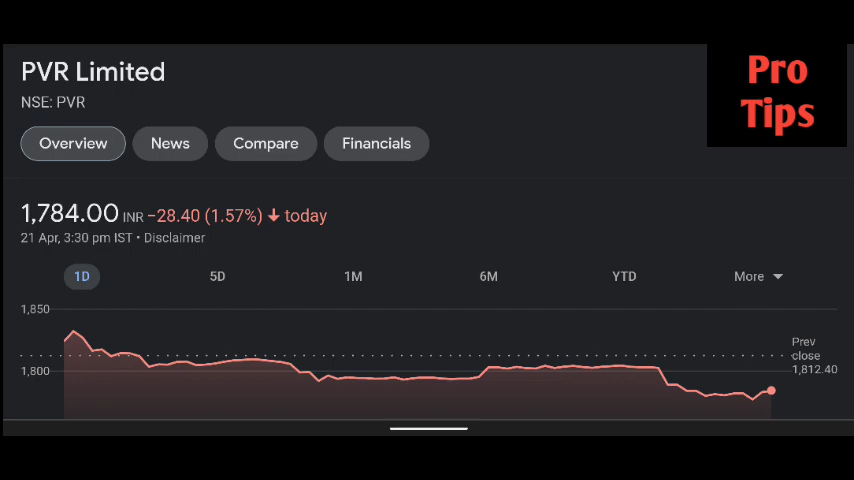 PVR Limited
NSE: PVR
Pro
Tips
Overview News Compare Financials
1,784.00 INR −28.40 (1.57%) ↓ today
21 Apr, 3:30 pm IST • Disclaimer
1D 5D 1M 6M YTD More
1,850
1,800
Prev
close
1,812.40